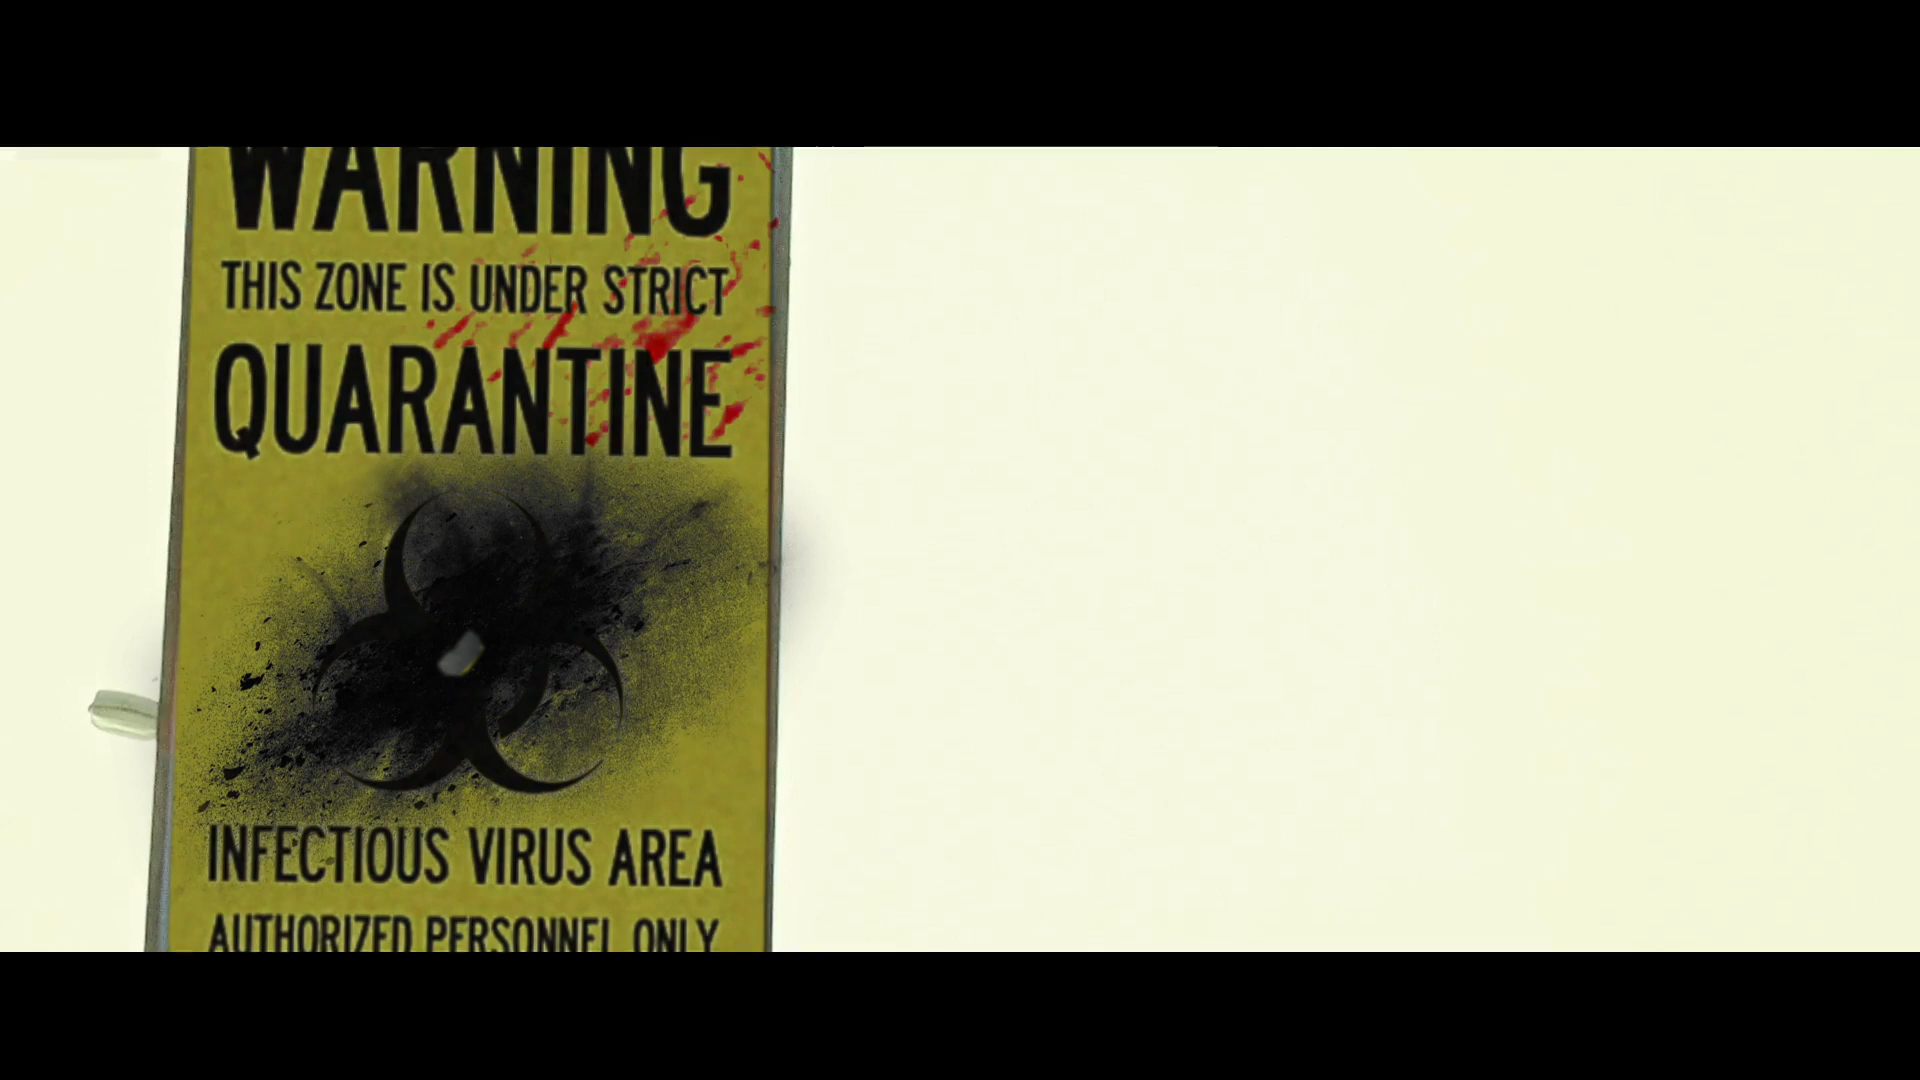 WARNING
THIS ZONE IS UNDER STRICT
QUARANTINE
INFECTIOUS VIRUS AREA
AUTHORIZED PERSONNEL ONLY